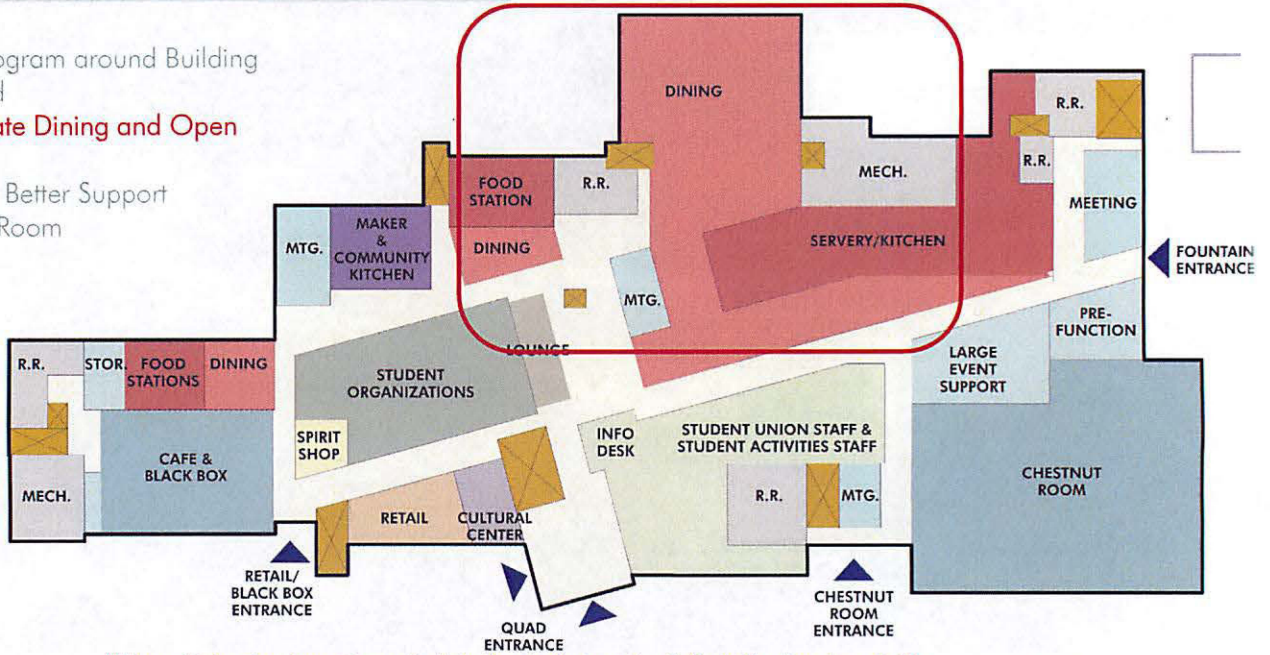 ogram around Building
d
ate Dining and Open
Better Support
Room
DINING
R.R.
R.R.
MECH.
FOOD
STATION
R.R.
MEETING
MAKER
&
COMMUNITY
KITCHEN
MTG.
DINING
SERVERY/KITCHEN
FOUNTAIN
ENTRANCE
MTG.
PRE-
FUNCTION
LOUNGE
LARGE
EVENT
SUPPORT
R.R.
STOR.
FOOD
STATIONS
DINING
STUDENT
ORGANIZATIONS
SPIRIT
SHOP
INFO
DESK
STUDENT UNION STAFF &
STUDENT ACTIVITIES STAFF
CAFE &
BLACK BOX
CHESTNUT
ROOM
MECH.
R.R.
MTG.
RETAIL
CULTURAL
CENTER
RETAIL/
BLACK BOX
ENTRANCE
QUAD
ENTRANCE
CHESTNUT
ROOM
ENTRANCE